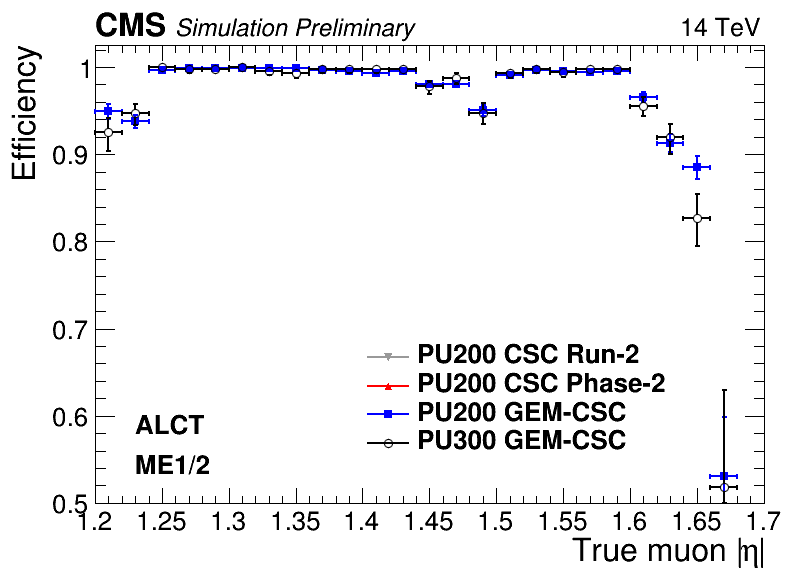 CMS Simulation Preliminary 14 TeV
Efficiency
1
0.9
0.8
0.7
0.6
0.5
PU200 CSC Run-2
PU200 CSC Phase-2
PU200 GEM-CSC
PU300 GEM-CSC
ALCT
ME1/2
1.2 1.25 1.3 1.35 1.4 1.45 1.5 1.55 1.6 1.65 1.7
True muon |η|